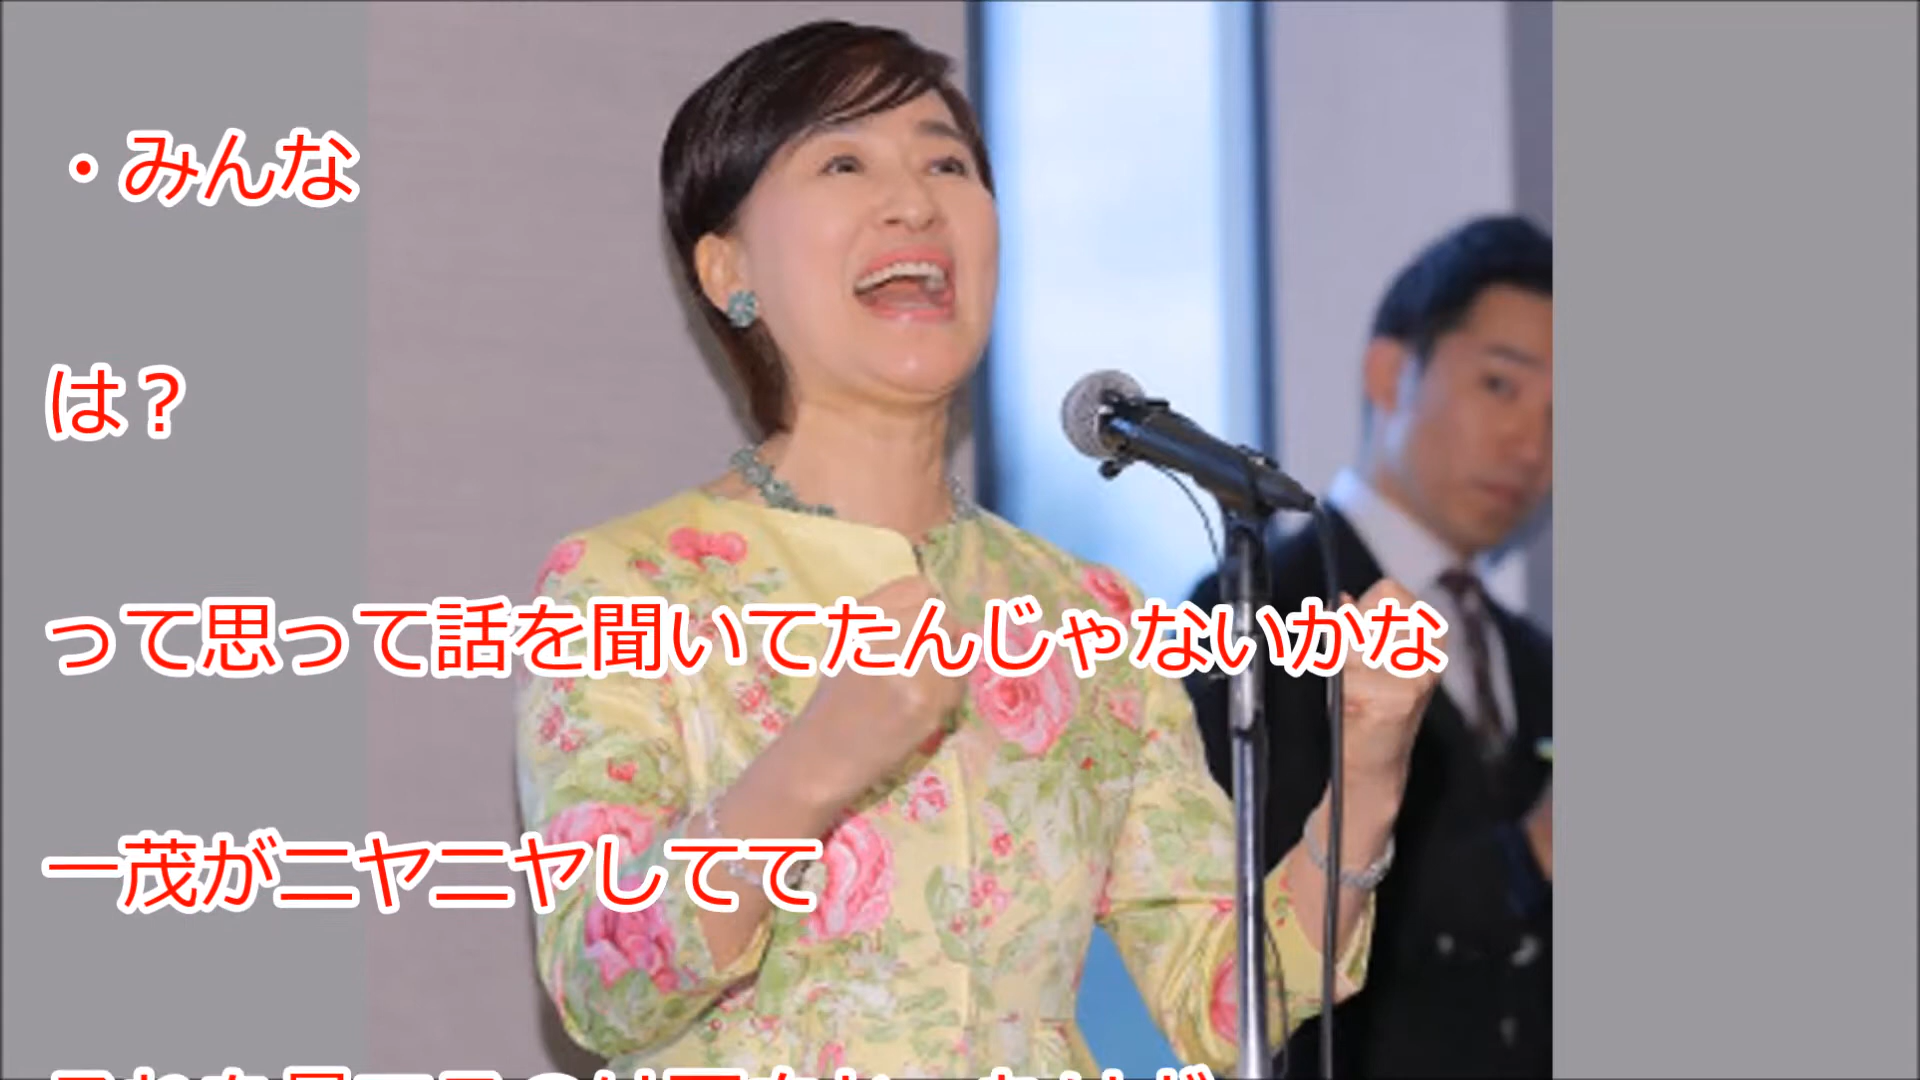 ・みんな
は？
って思って話を聞いてたんじゃないかな
一茂がニヤニヤしてて